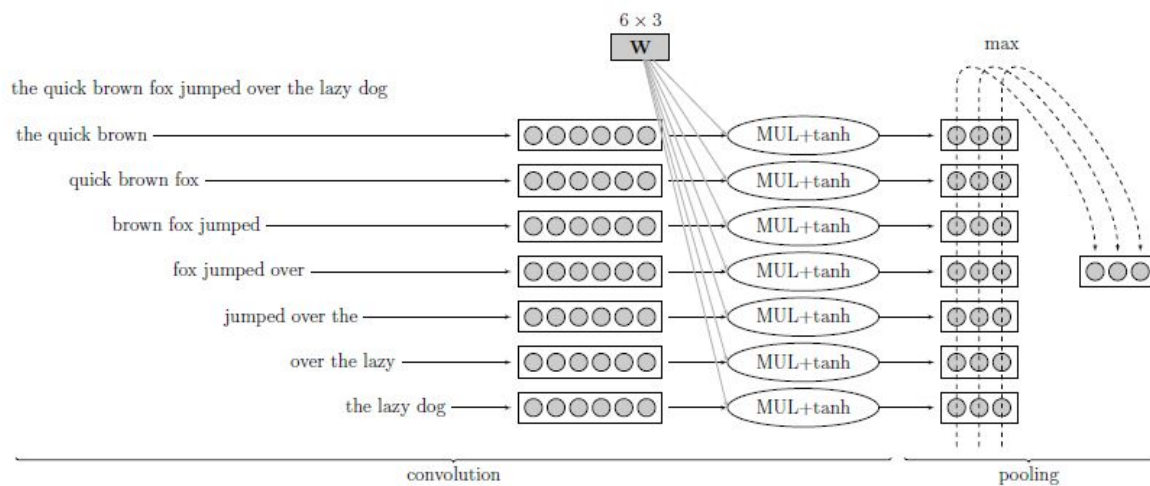 6 × 3
W
max
the quick brown fox jumped over the lazy dog
the quick brown
MUL+tanh
quick brown fox
MUL+tanh
brown fox jumped
MUL+tanh
fox jumped over
MUL+tanh
jumped over the
MUL+tanh
over the lazy
MUL+tanh
the lazy dog
MUL+tanh
convolution
pooling